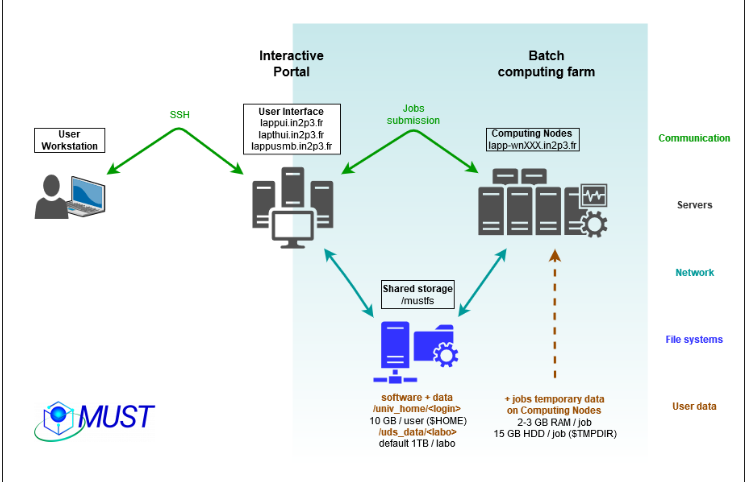 Interactive
Portal
Batch
computing farm
SSH
User Interface
lappui.in2p3.fr
lapthui.in2p3.fr
lappusmb.in2p3.fr
Jobs
submission
User
Workstation
Computing Nodes
lapp-wnXXX.in2p3.fr
Communication
Servers
Network
Shared storage
/mustfs
File systems
software + data
/univ_home/<login>
10 GB / user ($HOME)
/uds_data/<labo>
default 1TB / labo
+ jobs temporary data
on Computing Nodes
2-3 GB RAM / job
15 GB HDD / job ($TMPDIR)
User data
MUST